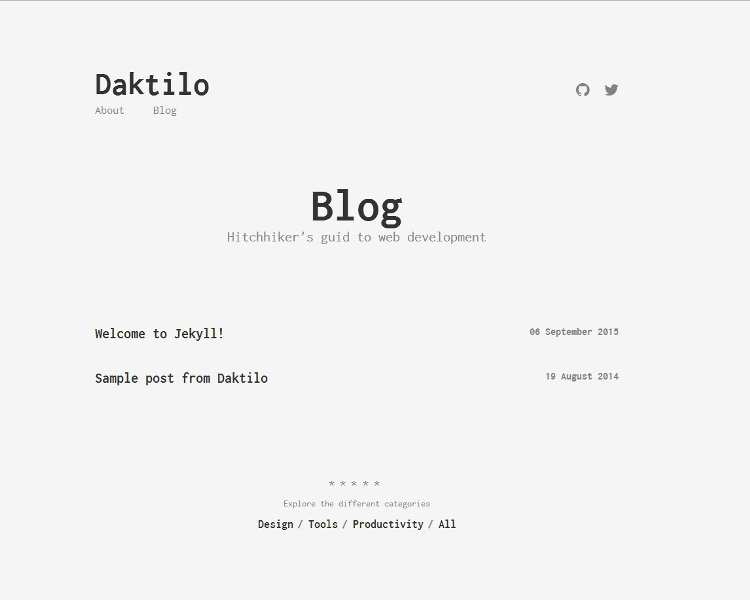 Daktilo
About Blog
Blog
Hitchhiker's guid to web development
Welcome to Jekyll! 06 September 2015
Sample post from Daktilo 19 August 2014
* * * * *
Explore the different categories
Design / Tools / Productivity / All